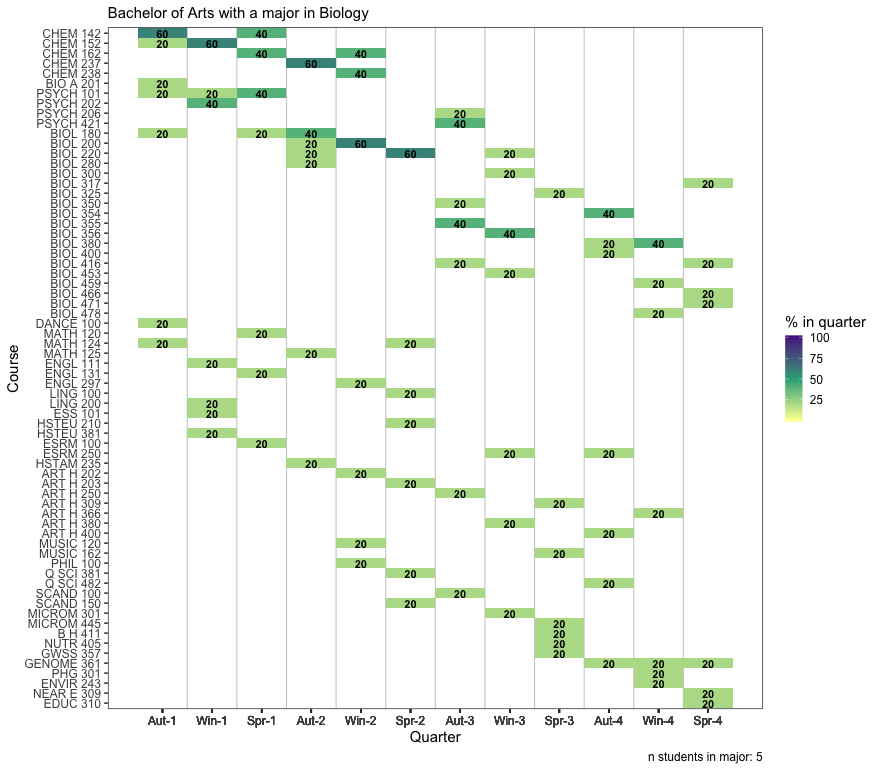 Bachelor of Arts with a major in Biology
CHEM 142 60 40
CHEM 152 20 60
CHEM 162 40 40
CHEM 237 60
CHEM 238 40
BIO A 201 20
PSYCH 101 20 20 40
PSYCH 202 40
PSYCH 206 20
PSYCH 421 40
BIOL 180 20 20 40
BIOL 200 20 60
BIOL 220 20 60 20
BIOL 280 20
BIOL 300 20
BIOL 317 20
BIOL 325 20
BIOL 350 20
BIOL 354 40
BIOL 355 40
BIOL 356 40
BIOL 380 20 40
BIOL 400 20
BIOL 416 20 20
BIOL 453 20
BIOL 459 20
BIOL 466 20
BIOL 471 20
BIOL 478 20
DANCE 100 20
MATH 120 20
MATH 124 20 20
MATH 125 20
ENGL 111 20
ENGL 131 20
ENGL 297 20
LING 100 20
LING 200 20
ESS 101 20
HSTEU 210 20
HSTEU 381 20
ESRM 100 20
ESRM 250 20 20
HSTAM 235 20
ART H 202 20
ART H 203 20
ART H 250 20
ART H 309 20
ART H 366 20
ART H 380 20
ART H 400 20
MUSIC 120 20
MUSIC 162 20
PHIL 100 20
Q SCI 381 20
Q SCI 482 20
SCAND 100 20
SCAND 150 20
MICROM 301 20
MICROM 445 20
B H 411 20
NUTR 405 20
GWSS 357 20
GENOME 361 20 20 20
PHG 301 20
ENVIR 243 20
NEAR E 309 20
EDUC 310 20
Course
Aut-1 Win-1 Spr-1 Aut-2 Win-2 Spr-2 Aut-3 Win-3 Spr-3 Aut-4 Win-4 Spr-4
Quarter
% in quarter
100
75
50
25
n students in major: 5